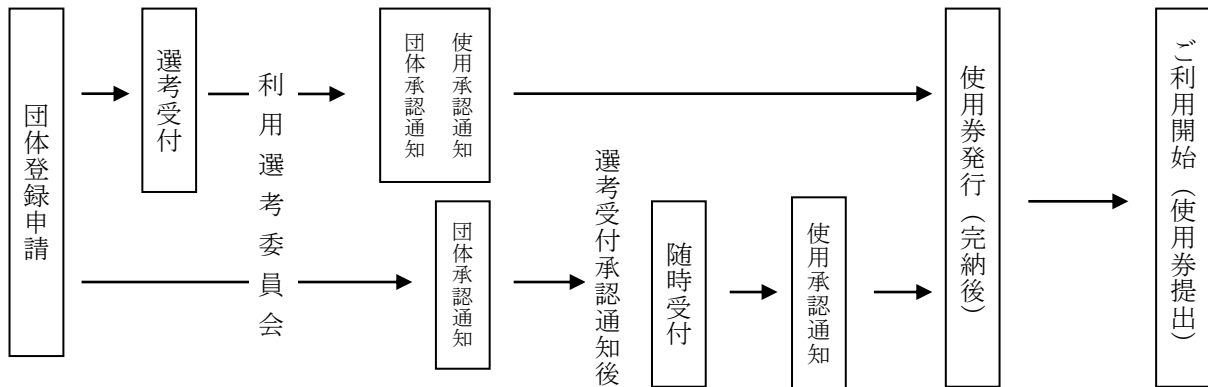 団体登録申請
選考受付
利用選考委員会
使用承認通知
団体承認通知
団体承認通知
選考受付承認通知後
随時受付
使用承認通知
使用券発行（完納後）
ご利用開始（使用券提出）